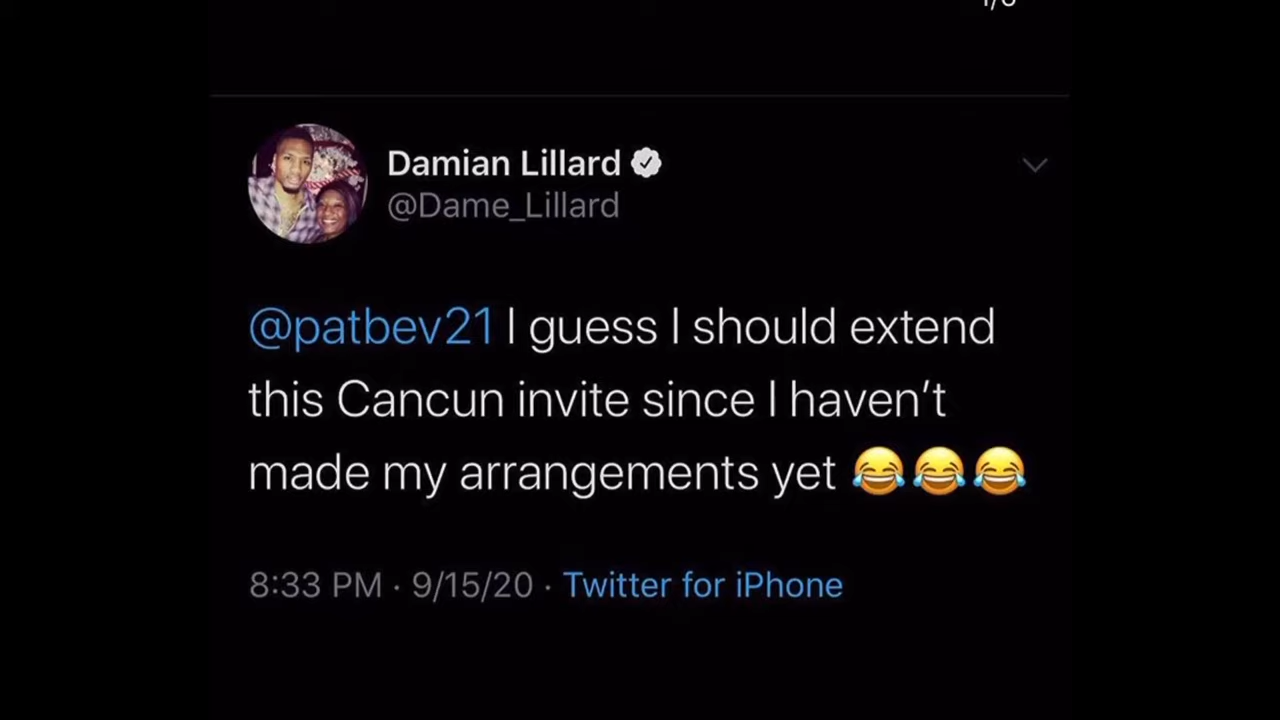 Damian Lillard
@Dame_Lillard
@patbev21 I guess I should extend
this Cancun invite since I haven’t
made my arrangements yet 😂😂😂
8:33 PM · 9/15/20 · Twitter for iPhone